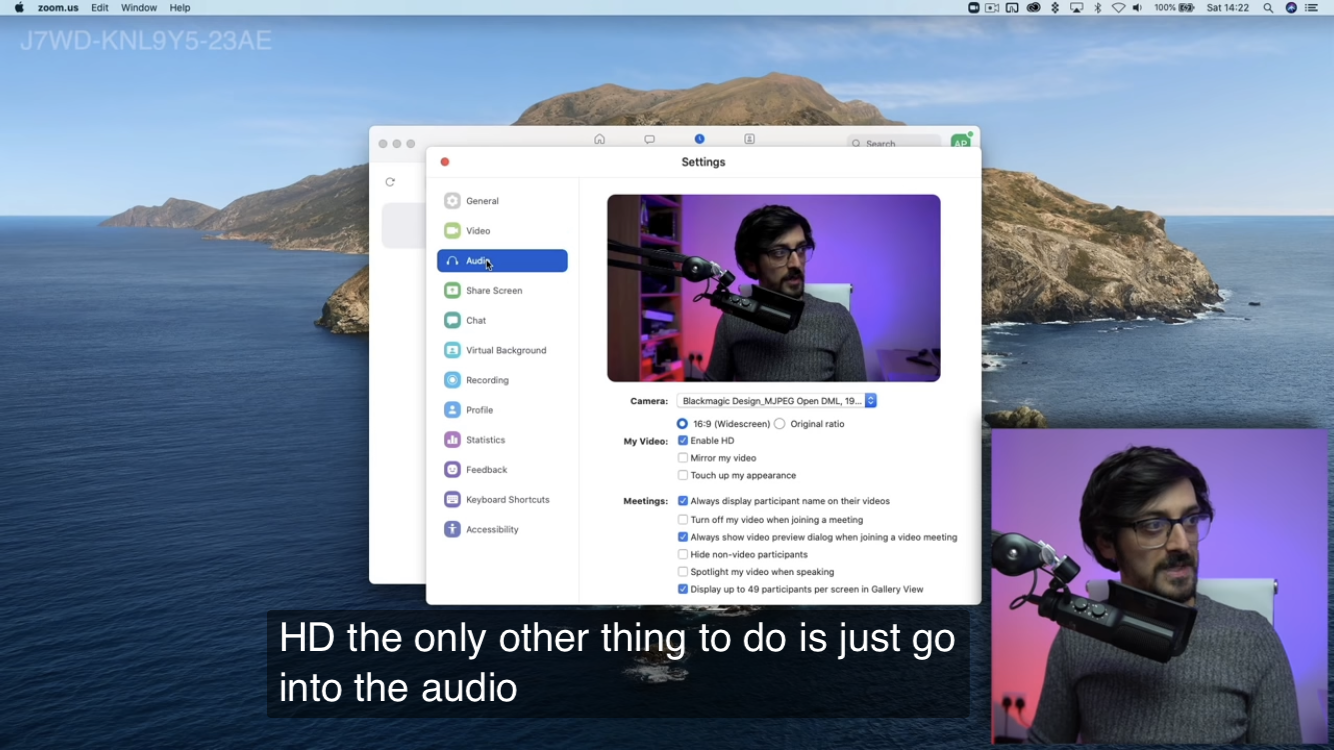 zoom.us Edit Window Help
100% Sat 14:22
J7WD-KNL9Y5-23AE
Search
AP
Settings
General
Video
Audio
Share Screen
Chat
Virtual Background
Recording
Profile
Statistics
Feedback
Keyboard Shortcuts
Accessibility
Camera: Blackmagic Design_MJPEG Open DML, 19...
16:9 (Widescreen) Original ratio
My Video: Enable HD
Mirror my video
Touch up my appearance
Meetings: Always display participant name on their videos
Turn off my video when joining a meeting
Always show video preview dialog when joining a video meeting
Hide non-video participants
Spotlight my video when speaking
Display up to 49 participants per screen in Gallery View
HD the only other thing to do is just go
into the audio